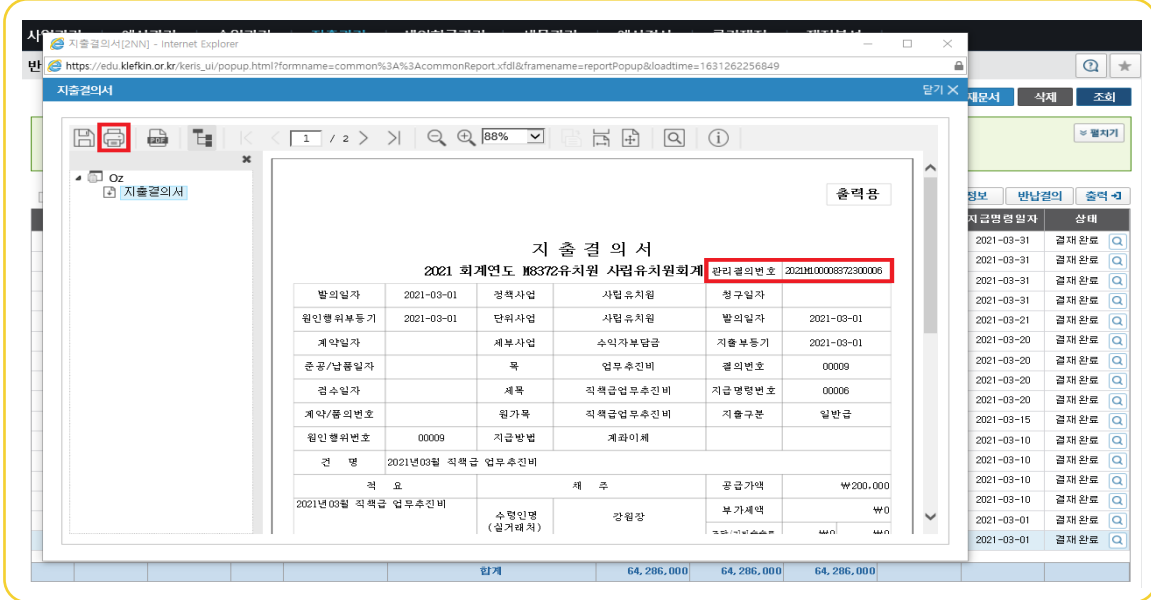 지출결의서[2NN] - Internet Explorer
https://edu.klefkin.or.kr/keris_ui/popup.html?formname=common%3A%3AcommonReport.xfdl&framename=reportPopup&loadtime=1631262256849
지출결의서 닫기 X
재문서 삭제 조회
1 / 2 88%
펼치기
Oz
지출결의서
출력용
정보 반납결의 출력
지급명령일자 상태
지 출 결 의 서
2021 회계연도 M8372유치원 사립유치원회계 관리결의번호 2021M100008372300006
발의일자 2021-03-01 정책사업 사립유치원 청구일자
원인행위부등기 2021-03-01 단위사업 사립유치원 발의일자 2021-03-01
계약일자 세부사업 수익자부담금 지출부등기 2021-03-01
준공/납품일자 목 업무추진비 결의번호 00009
검수일자 세목 직책급업무추진비 지급명령번호 00006
계약/품의번호 원가목 직책급업무추진비 지출구분 일반급
원인행위번호 00009 지급방법 계좌이체
건 명 2021년03월 직책급 업무추진비
적 요 채 주 공급가액 ₩200,000
2021년03월 직책급 업무추진비 수령인명 (실거래처) 강원장 부가세액 ₩0
₩0 ₩0
2021-03-31 결재완료
2021-03-31 결재완료
2021-03-31 결재완료
2021-03-31 결재완료
2021-03-21 결재완료
2021-03-20 결재완료
2021-03-20 결재완료
2021-03-20 결재완료
2021-03-20 결재완료
2021-03-15 결재완료
2021-03-10 결재완료
2021-03-10 결재완료
2021-03-10 결재완료
2021-03-10 결재완료
2021-03-01 결재완료
2021-03-01 결재완료
합계 64,286,000 64,286,000 64,286,000